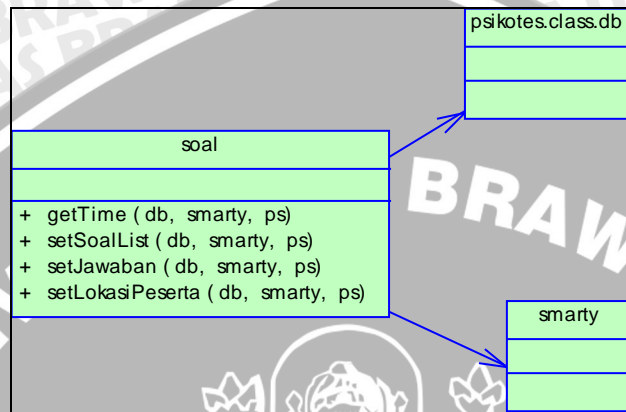 psikotes.class.db
soal
+ getTime ( db, smarty, ps)
+ setSoalList ( db, smarty, ps)
+ setJawaban ( db, smarty, ps)
+ setLokasiPeserta ( db, smarty, ps)
BRAW
smarty